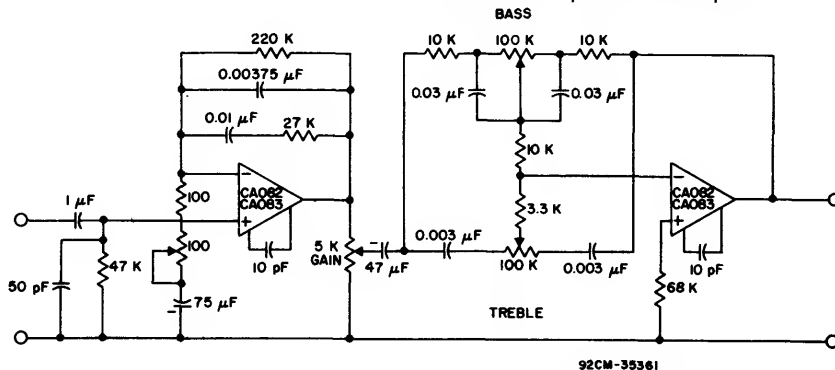 BASS
220 K
10 K
100 K
10 K
0.00375 µF
0.01 µF
27 K
0.03 µF
0.03 µF
10 K
-
CA082
CA083
+
100
1 µF
100
10 pF
5 K
GAIN
-
47 µF
0.003 µF
3.3 K
100 K
0.003 µF
-
CA082
CA083
+
10 pF
68 K
50 pF
47 K
75 µF
-
TREBLE
92CM-35361